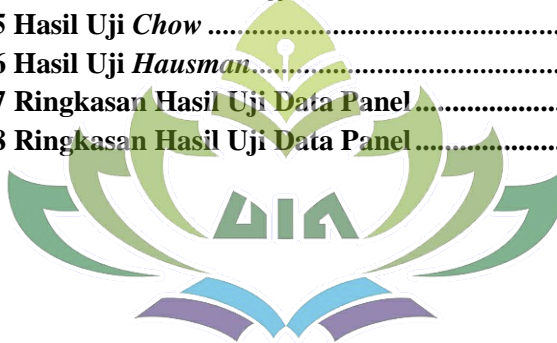 5 Hasil Uji Chow ..........................................
6 Hasil Uji Hausman.....................................
7 Ringkasan Hasil Uji Data Panel ..................
8 Ringkasan Hasil Uji Data Panel ..................
UIN